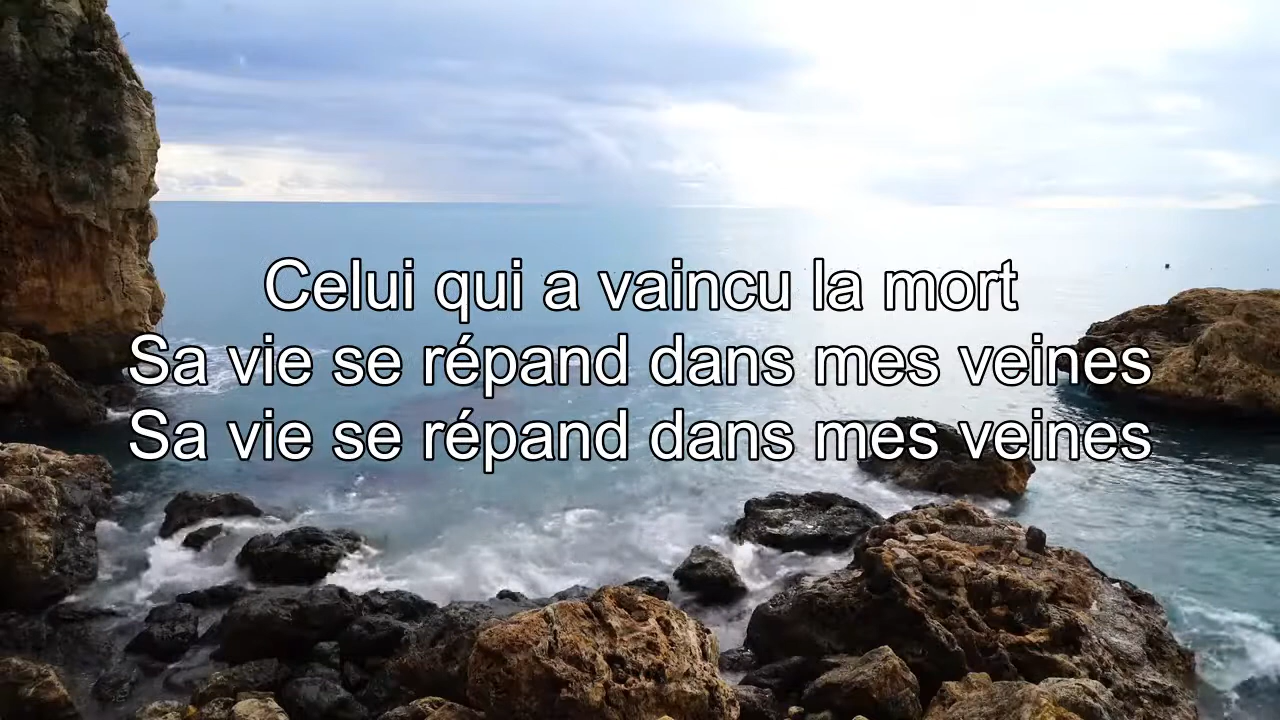 Celui qui a vaincu la mort
Sa vie se répand dans mes veines
Sa vie se répand dans mes veines